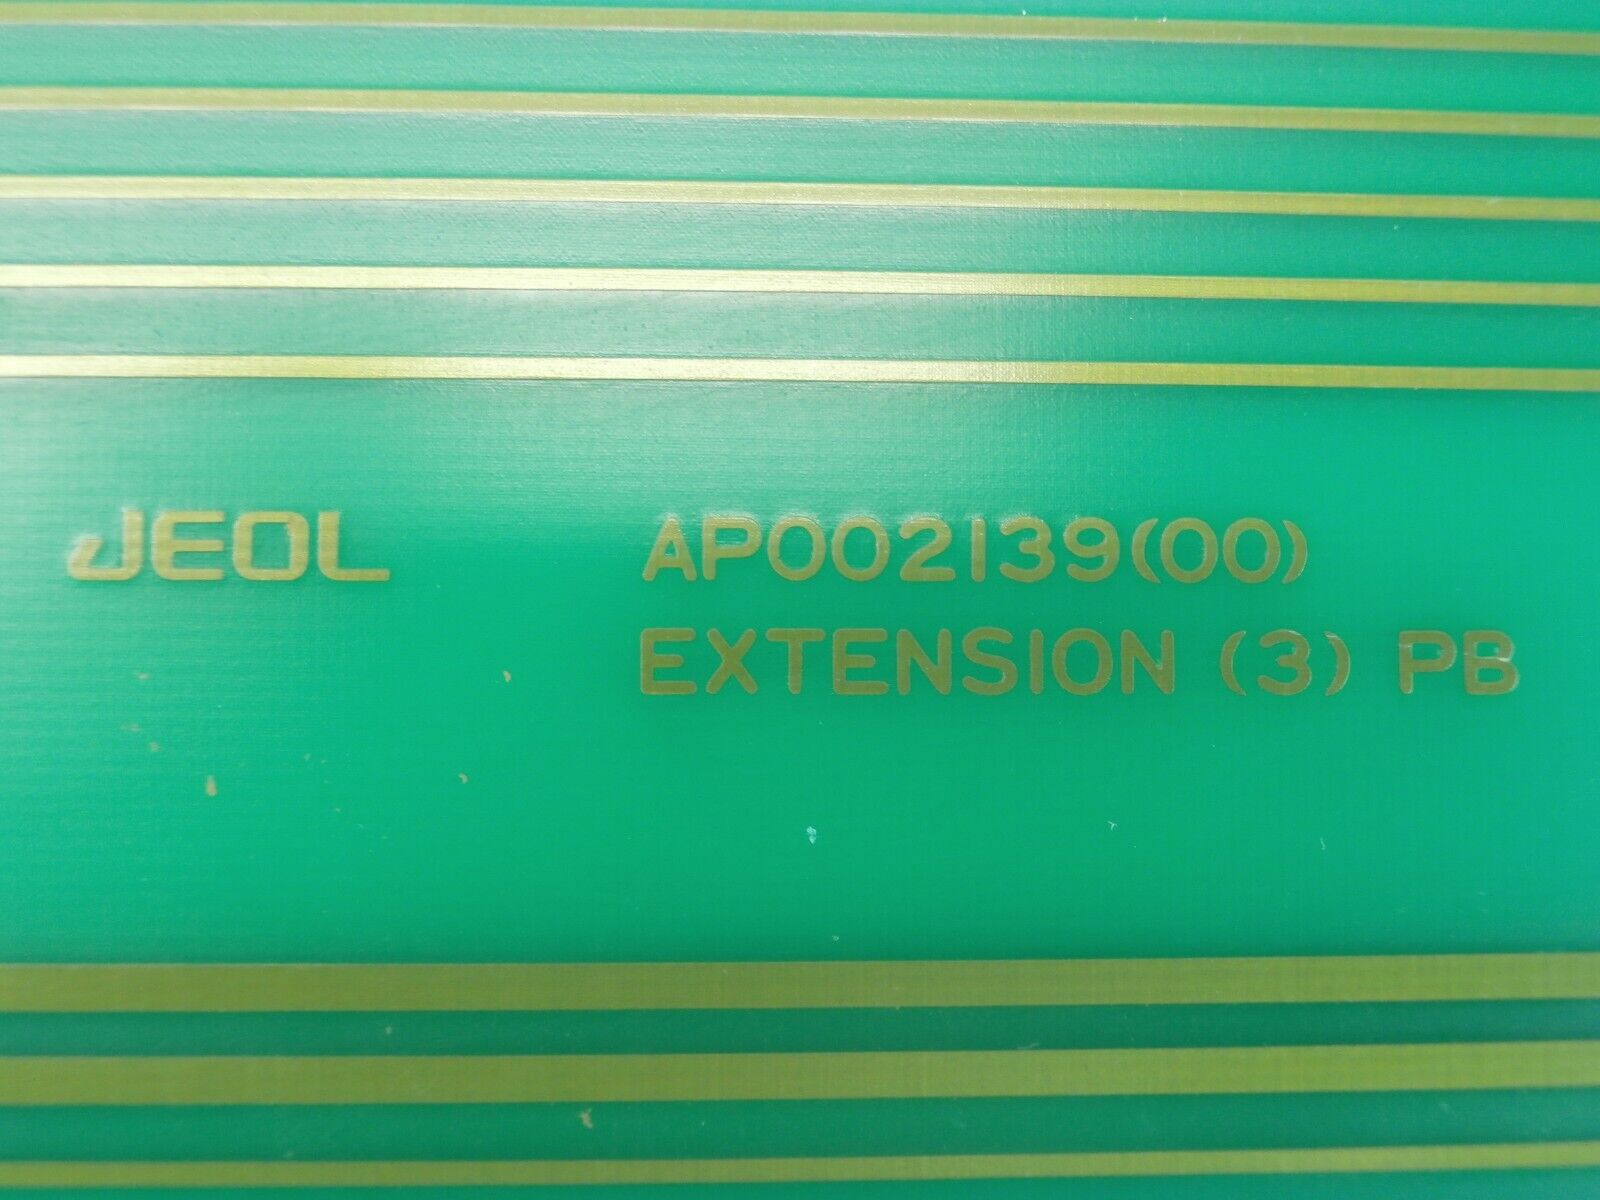 JEOL AP002139(00)
EXTENSION (3) PB